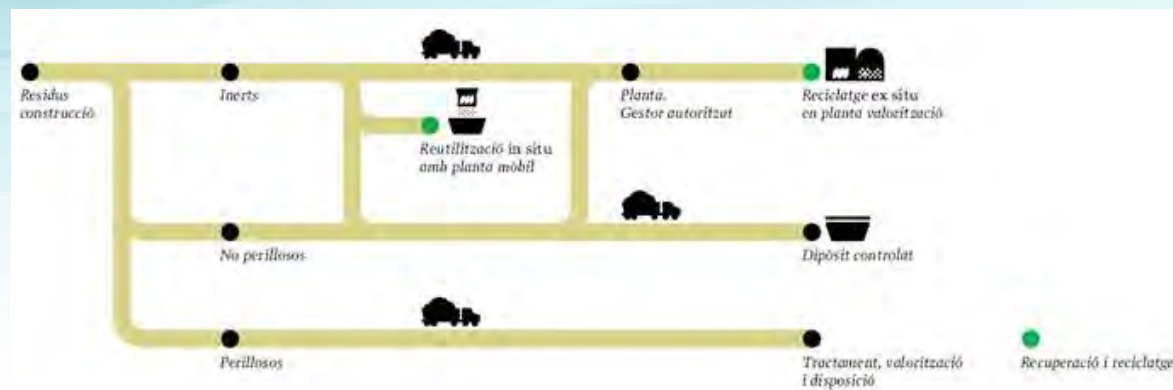 Residus
construcció
Inerts
Planta.
Gestor autoritzat
Reciclatge ex situ
en planta valorització
Reutilització in situ
amb planta mòbil
No perillosos
Dipòsit controlat
Perillosos
Tractament, valorització
i disposició
Recuperació i reciclatge